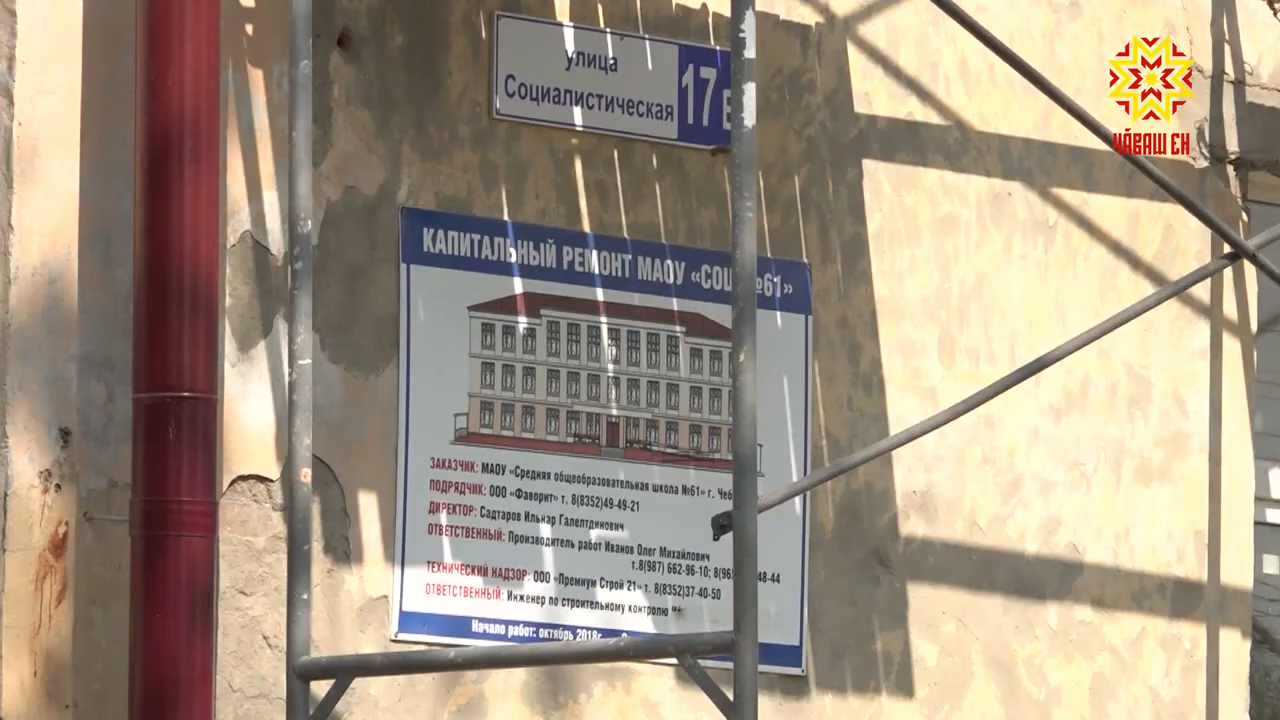 улица
Социалистическая
17
ЧĂВАШ ЕН
КАПИТАЛЬНЫЙ РЕМОНТ МАОУ «СОШ №61»
ЗАКАЗЧИК: МАОУ «Средняя общеобразовательная школа №61» г.
ПОДРЯДЧИК: ООО «Фаворит» т. 8(8352)49-49-21
ДИРЕКТОР: Садтаров Ильнар Галелтдинович
ОТВЕТСТВЕННЫЙ: Производитель работ Иванов Олег Михайлович
т.8(987) 662-96-10;
ТЕХНИЧЕСКИЙ НАДЗОР: ООО «Премиум Строй 21» т. 8(8352)37-40-50
ОТВЕТСТВЕННЫЙ: Инженер по строительному контролю
Начало работ: октябрь 2018г.